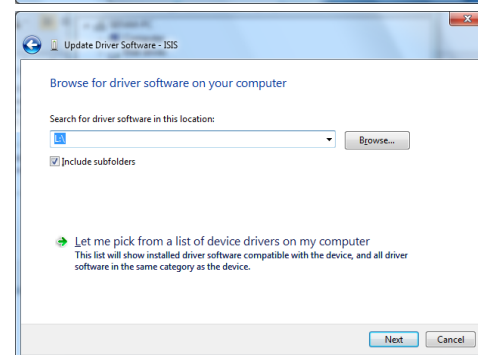 Update Driver Software - ISIS
Browse for driver software on your computer
Search for driver software in this location:
Browse...
Include subfolders
Let me pick from a list of device drivers on my computer
This list will show installed driver software compatible with the device, and all driver
software in the same category as the device.
Next Cancel